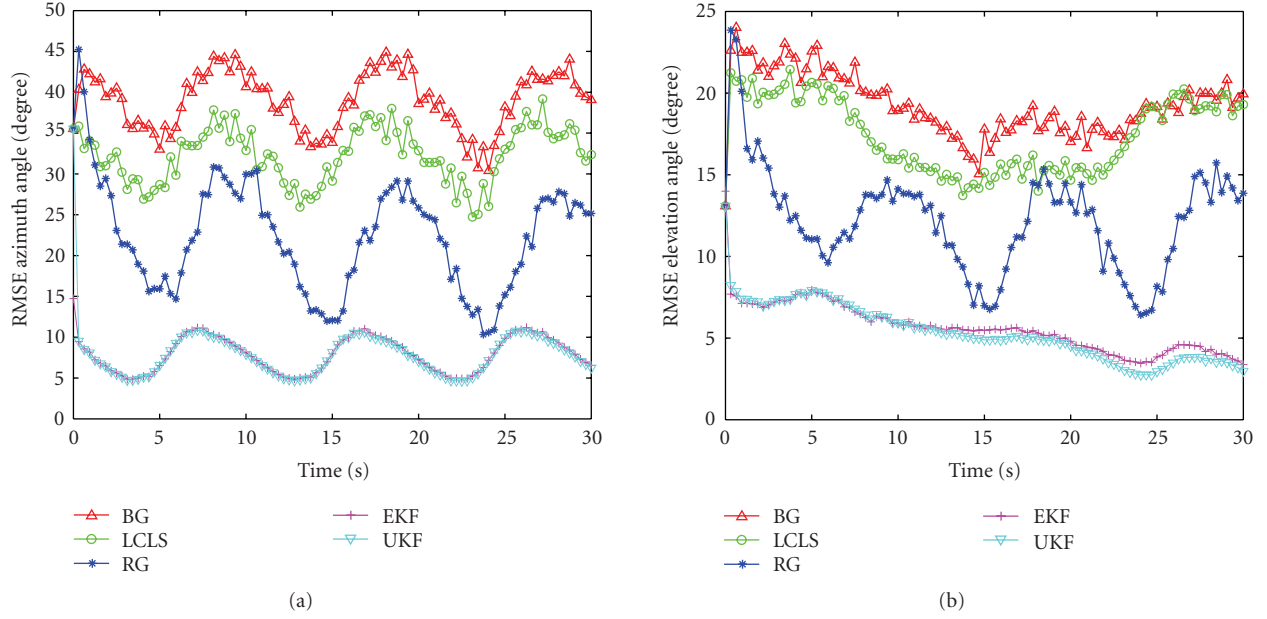 50
45
40
35
30
25
20
15
10
5
0
RMSE azimuth angle (degree)
0 5 10 15 20 25 30
Time (s)
BG
LCLS
RG
EKF
UKF
(a)
25
20
15
10
5
0
RMSE elevation angle (degree)
0 5 10 15 20 25 30
Time (s)
BG
LCLS
RG
EKF
UKF
(b)